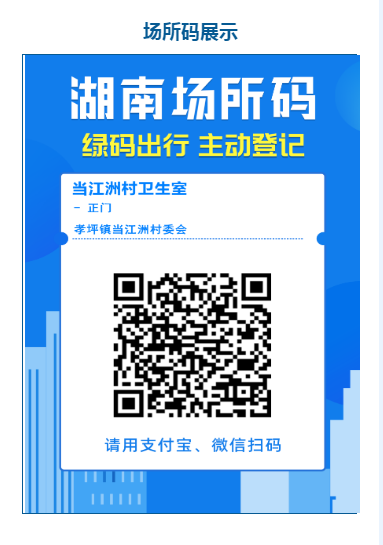 场所码展示
湖南场所码
绿码出行 主动登记
当江洲村卫生室
- 正门
孝坪镇当江洲村委会
请用支付宝、微信扫码